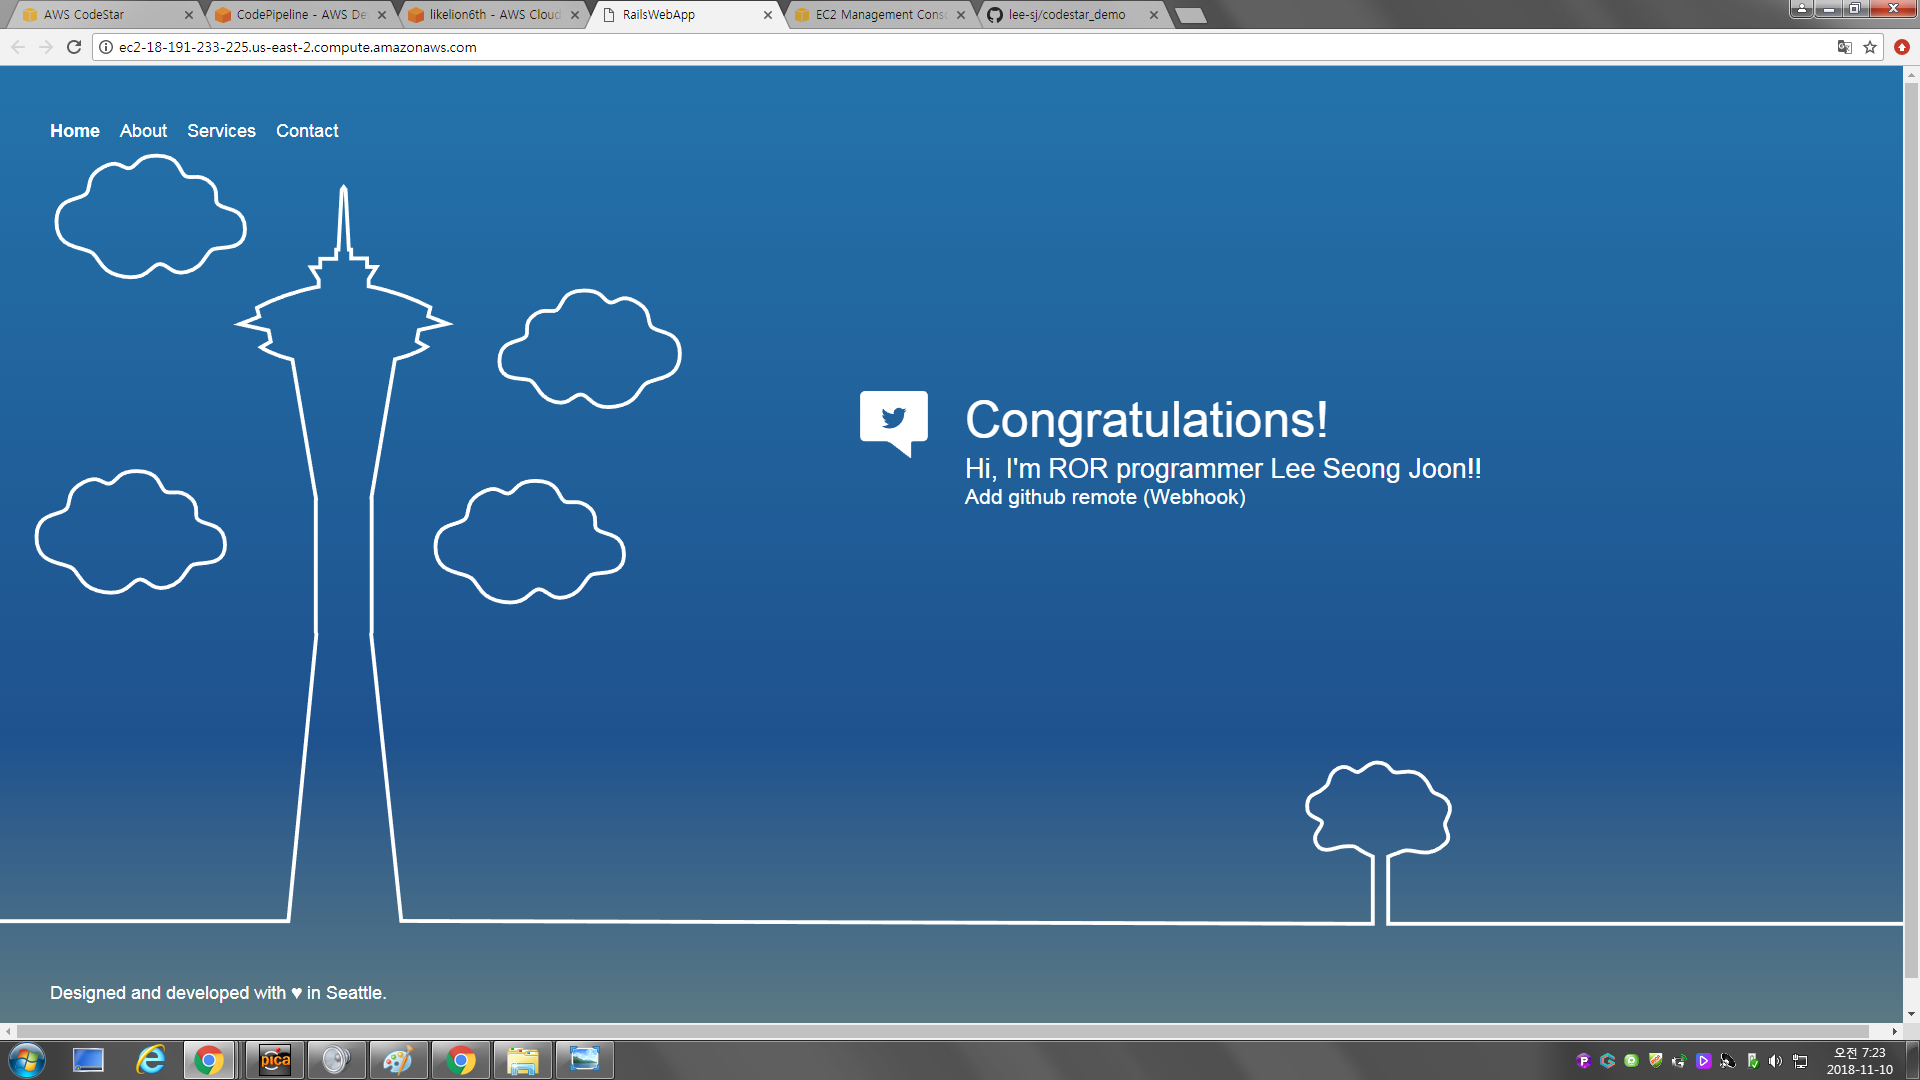 AWS CodeStar
CodePipeline - AWS De
likelion6th - AWS Cloud
RailsWebApp
EC2 Management Conso
lee-sj/codestar_demo
ec2-18-191-233-225.us-east-2.compute.amazonaws.com
Home About Services Contact
Congratulations!
Hi, I'm ROR programmer Lee Seong Joon!!
Add github remote (Webhook)
Designed and developed with ♥ in Seattle.
pica
오전 7:23
2018-11-10